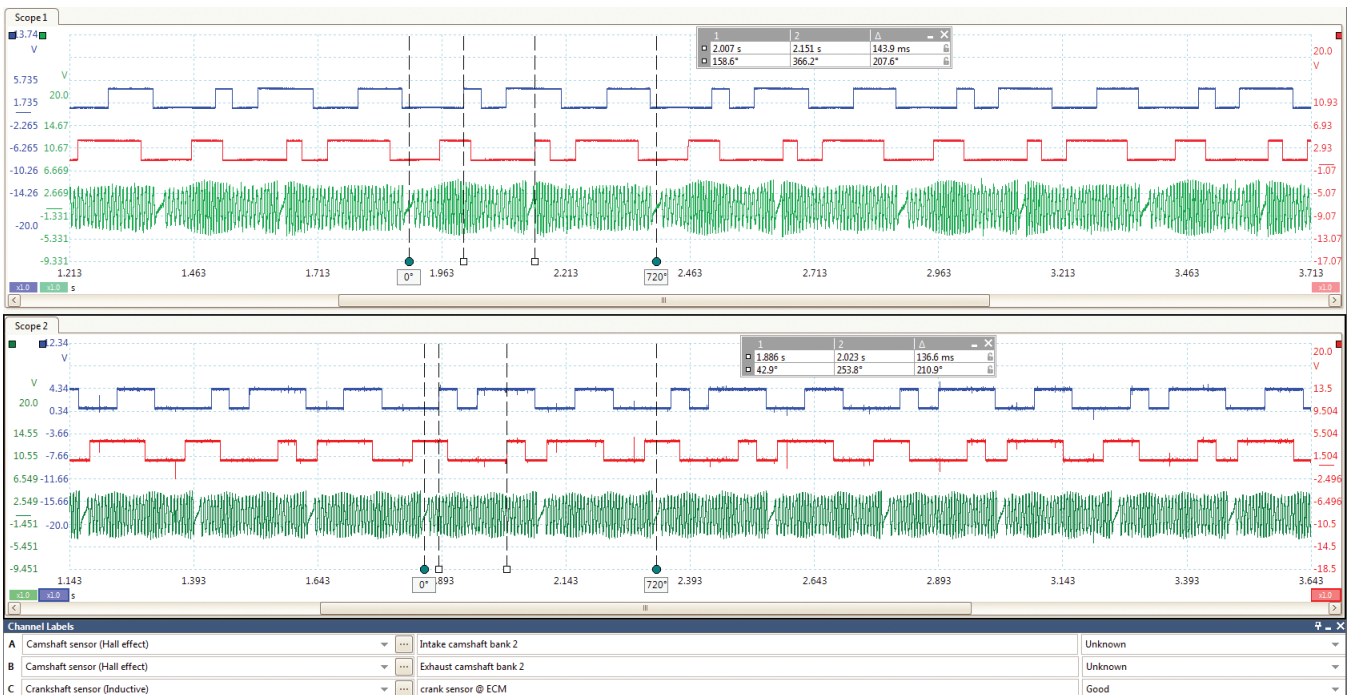 Scope 1
13.74
V
5,735
1.735
-2.265
-6.265
-10.26
-14.26
-20.0
V
20.0
14.67
10.67
6.669
2.669
-1.331
-5.331
-9.331
1 2 Δ
2.007 s 2.151 s 143.9 ms
158.6° 366.2° 207.6°
20.0
V
10.93
6.93
2.93
-1.07
-5.07
-9.07
-13.07
-17.07
0° 720°
1.213 1.463 1.713 1.963 2.213 2.463 2.713 2.963 3.213 3.463 3.713
x1.0 x1.0 s x1.0
Scope 2
12.34
V
4.34
0.34
-3.66
-7.66
-11.66
-15.66
-20.0
V
20.0
14.55
10.55
6.549
2.549
-1.451
-5.451
-9.451
1 2 Δ
1.886 s 2.023 s 136.6 ms
42.9° 253.8° 210.9°
20.0
V
13.5
9.504
5.504
1.504
-2.496
-6.496
-10.5
-14.5
-18.5
0° 720°
1.143 1.393 1.643 .893 2.143 2.393 2.643 2.893 3.143 3.393 3.643
x1.0 x1.0 s x1.0
Channel Labels
A Camshaft sensor (Hall effect) ... Intake camshaft bank 2 Unknown
B Camshaft sensor (Hall effect) ... Exhaust camshaft bank 2 Unknown
C Crankshaft sensor (Inductive) ... crank sensor @ ECM Good